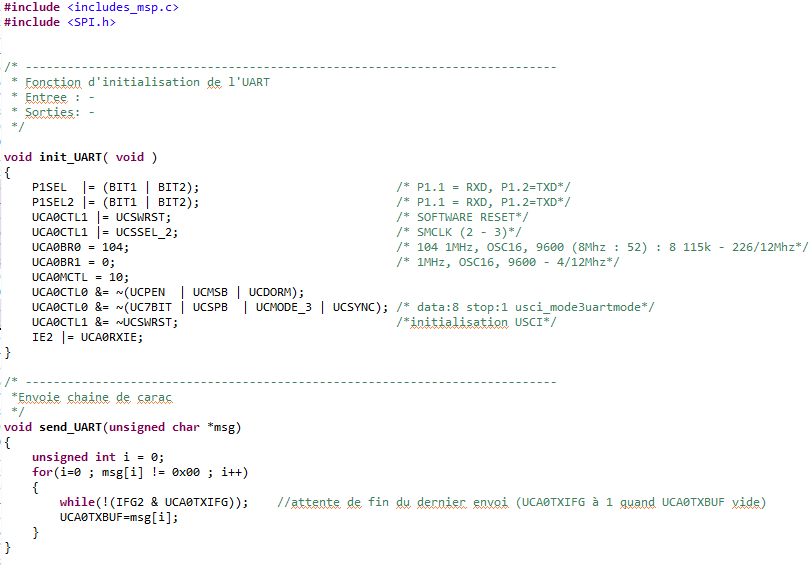 #include <includes_msp.c>
#include <SPI.h>
/* -----------------------------------------------------------------------------
 * Fonction d'initialisation de l'UART
 * Entree : -
 * Sorties: -
 */
void init_UART( void )
{
    P1SEL  |= (BIT1 | BIT2);                            /* P1.1 = RXD, P1.2=TXD*/
    P1SEL2 |= (BIT1 | BIT2);                            /* P1.1 = RXD, P1.2=TXD*/
    UCA0CTL1 |= UCSWRST;                                /* SOFTWARE RESET*/
    UCA0CTL1 |= UCSSEL_2;                               /* SMCLK (2 - 3)*/
    UCA0BR0 = 104;                                      /* 104 1MHz, OSC16, 9600 (8Mhz : 52) : 8 115k - 226/12Mhz*/
    UCA0BR1 = 0;                                        /* 1MHz, OSC16, 9600 - 4/12Mhz*/
    UCA0MCTL = 10;
    UCA0CTL0 &= ~(UCPEN  | UCMSB | UCDORM);
    UCA0CTL0 &= ~(UC7BIT | UCSPB  | UCMODE_3 | UCSYNC); /* data:8 stop:1 usci_mode3uartmode*/
    UCA0CTL1 &= ~UCSWRST;                               /*initialisation USCI*/
    IE2 |= UCA0RXIE;
}
/* -----------------------------------------------------------------------------
 *Envoie chaine de carac
 */
void send_UART(unsigned char *msg)
{
    unsigned int i = 0;
    for(i=0 ; msg[i] != 0x00 ; i++)
    {
        while(!(IFG2 & UCA0TXIFG));    //attente de fin du dernier envoi (UCA0TXIFG à 1 quand UCA0TXBUF vide)
        UCA0TXBUF=msg[i];
    }
}